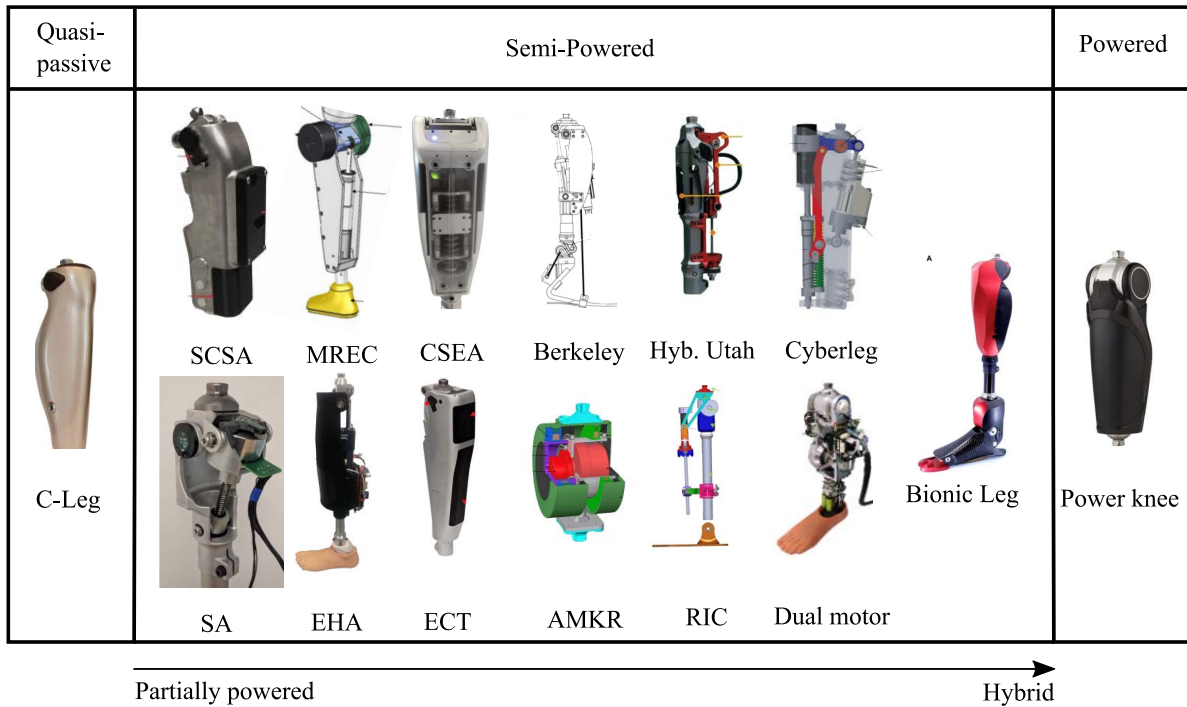 Quasi-
passive
Semi-Powered
Powered
A
SCSA
MREC
CSEA
Berkeley
Hyb. Utah
Cyberleg
C-Leg
Bionic Leg
Power knee
SA
EHA
ECT
AMKR
RIC
Dual motor
Partially powered
Hybrid